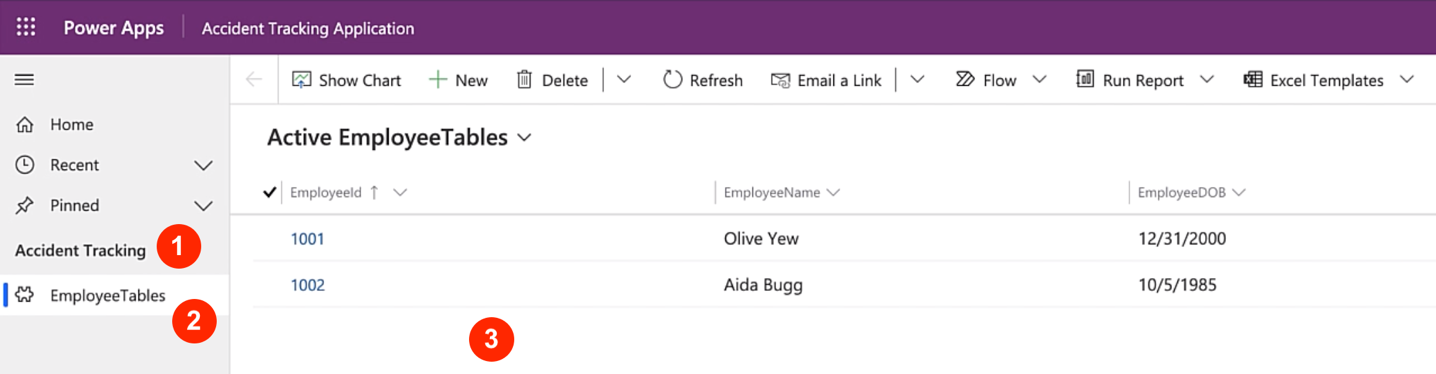 Power Apps Accident Tracking Application
Show Chart New Delete Refresh Email a Link Flow Run Report Excel Templates
Home
Recent
Pinned
Accident Tracking 1
EmployeeTables
2
Active EmployeeTables
EmployeeId EmployeeName EmployeeDOB
1001 Olive Yew 12/31/2000
1002 Aida Bugg 10/5/1985
3